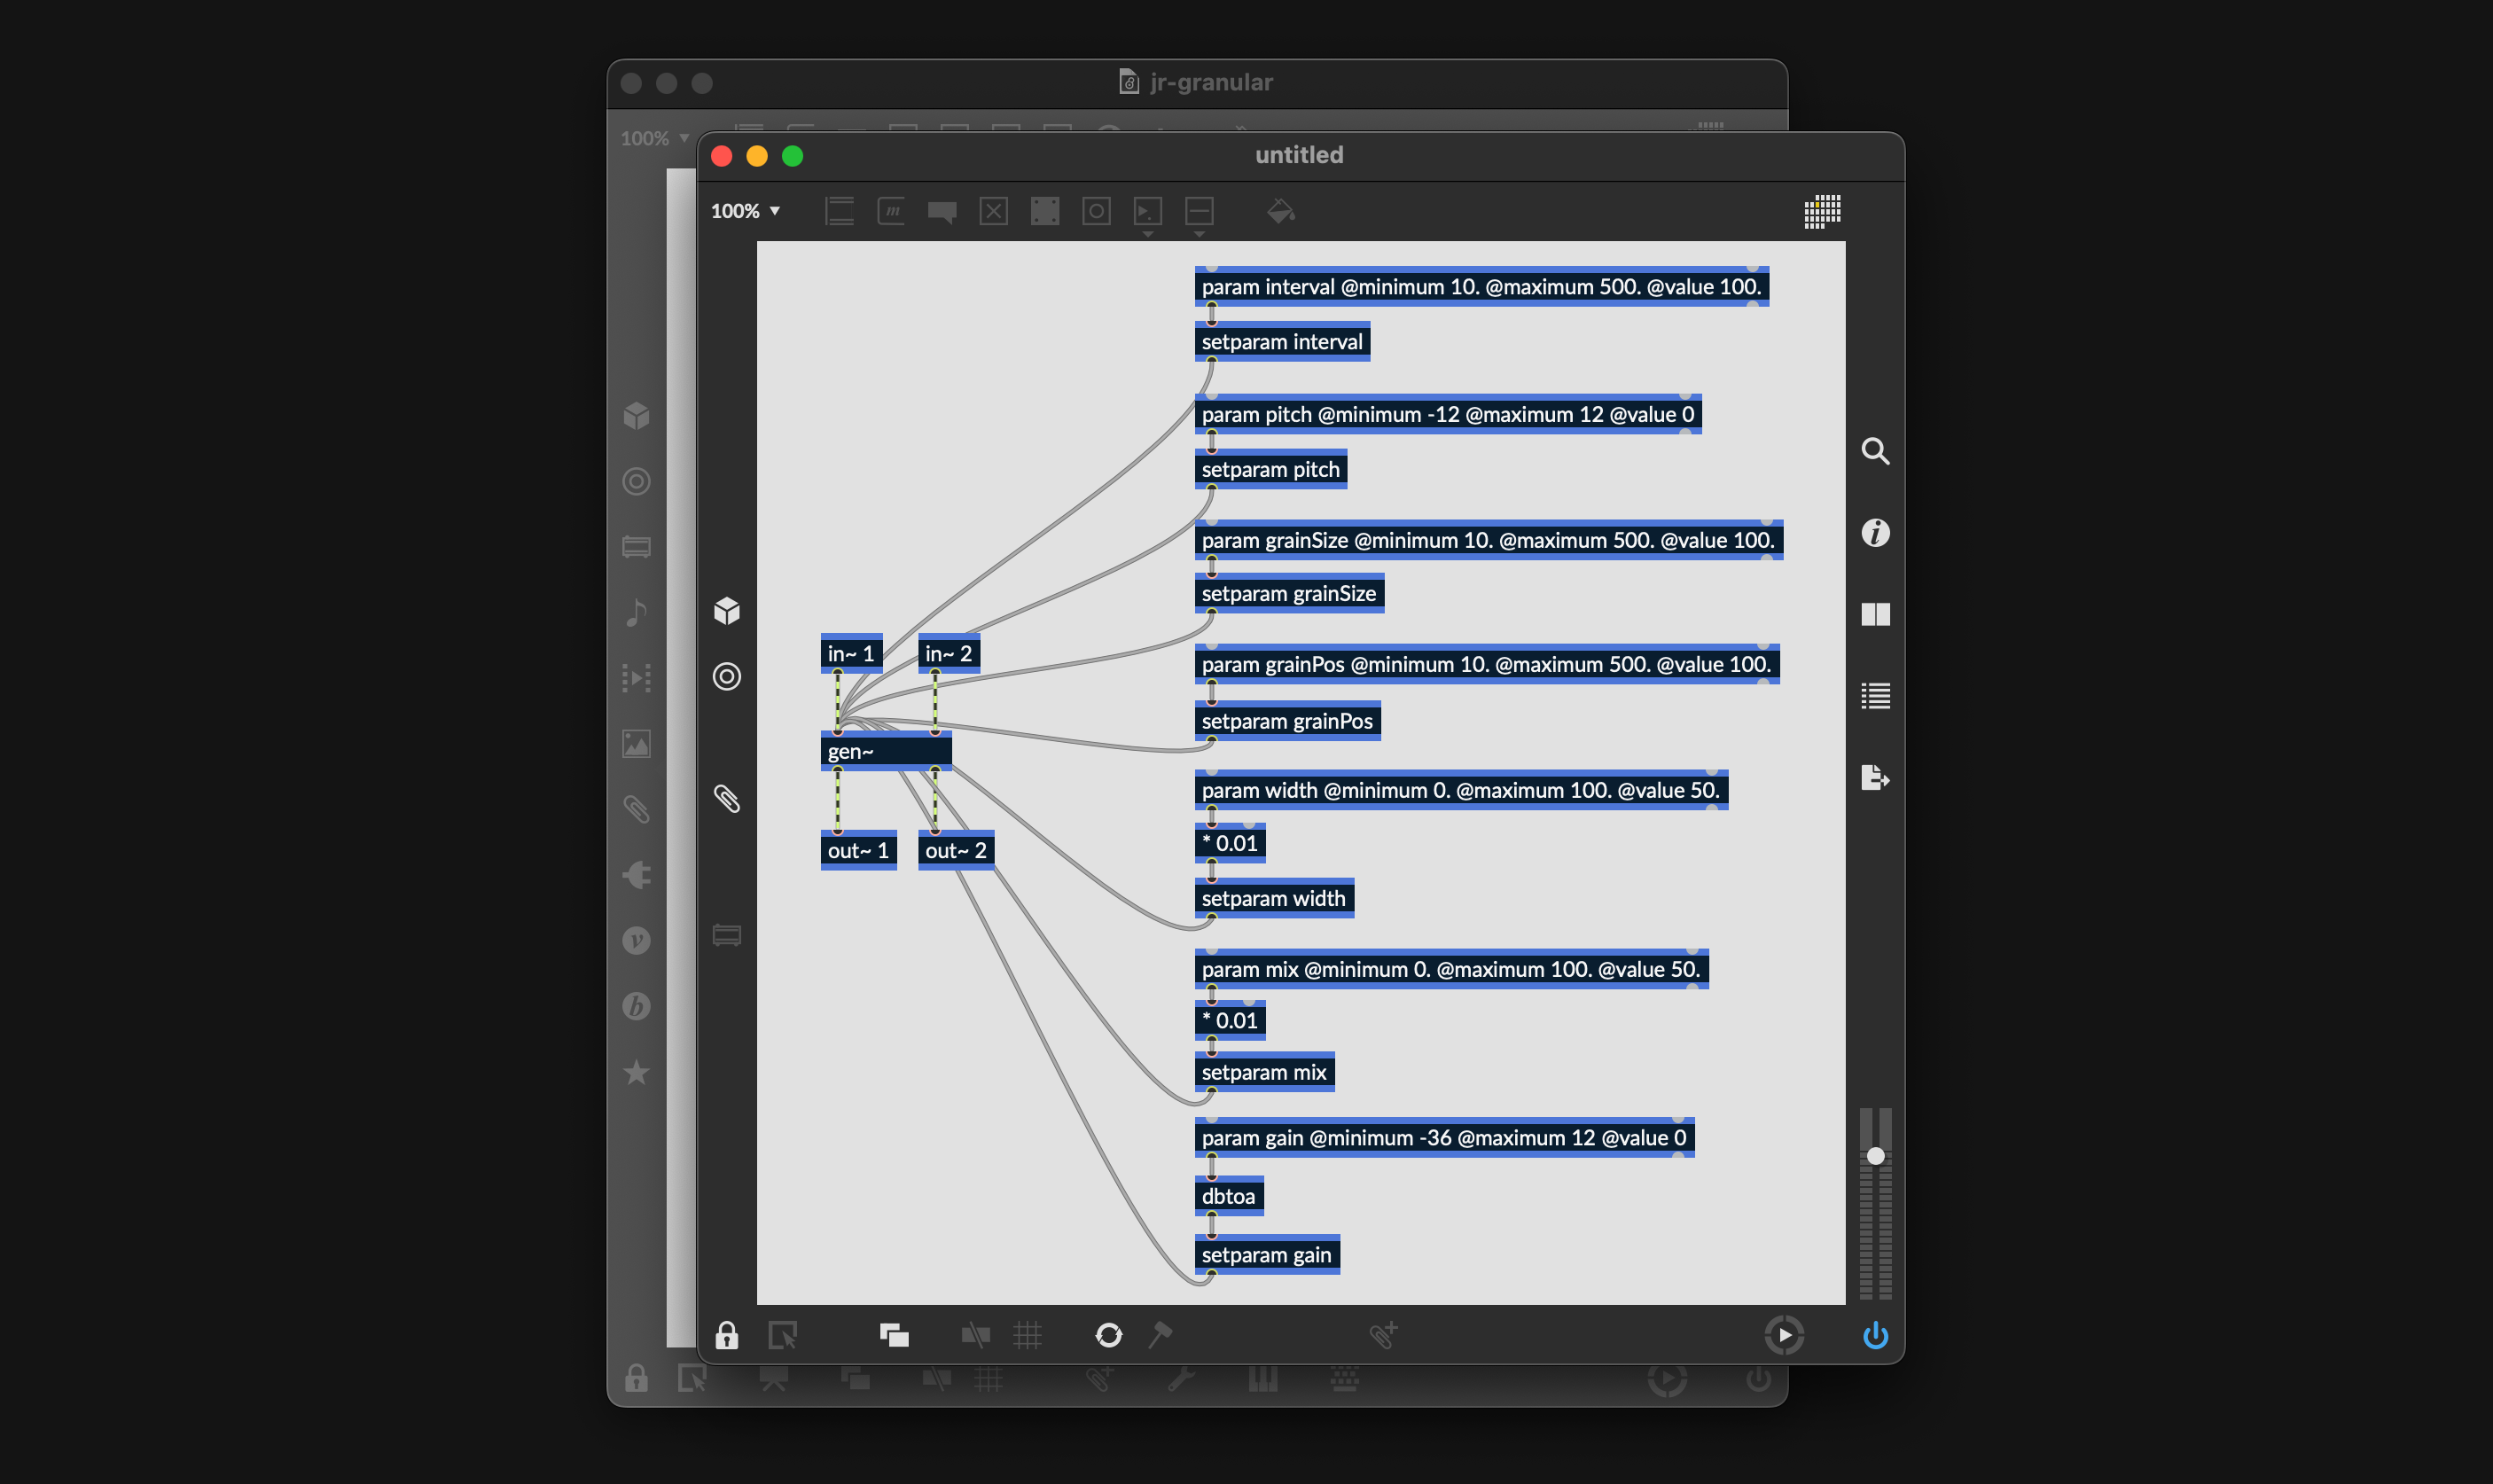 jr-granular
100%
untitled
100%
m
param interval @minimum 10. @maximum 500. @value 100.
setparam interval
param pitch @minimum -12 @maximum 12 @value 0
setparam pitch
param grainSize @minimum 10. @maximum 500. @value 100.
setparam grainSize
in~ 1
in~ 2
param grainPos @minimum 10. @maximum 500. @value 100.
setparam grainPos
gen~
param width @minimum 0. @maximum 100. @value 50.
* 0.01
out~ 1
out~ 2
setparam width
param mix @minimum 0. @maximum 100. @value 50.
* 0.01
setparam mix
param gain @minimum -36 @maximum 12 @value 0
dbtoa
setparam gain
i
v
b